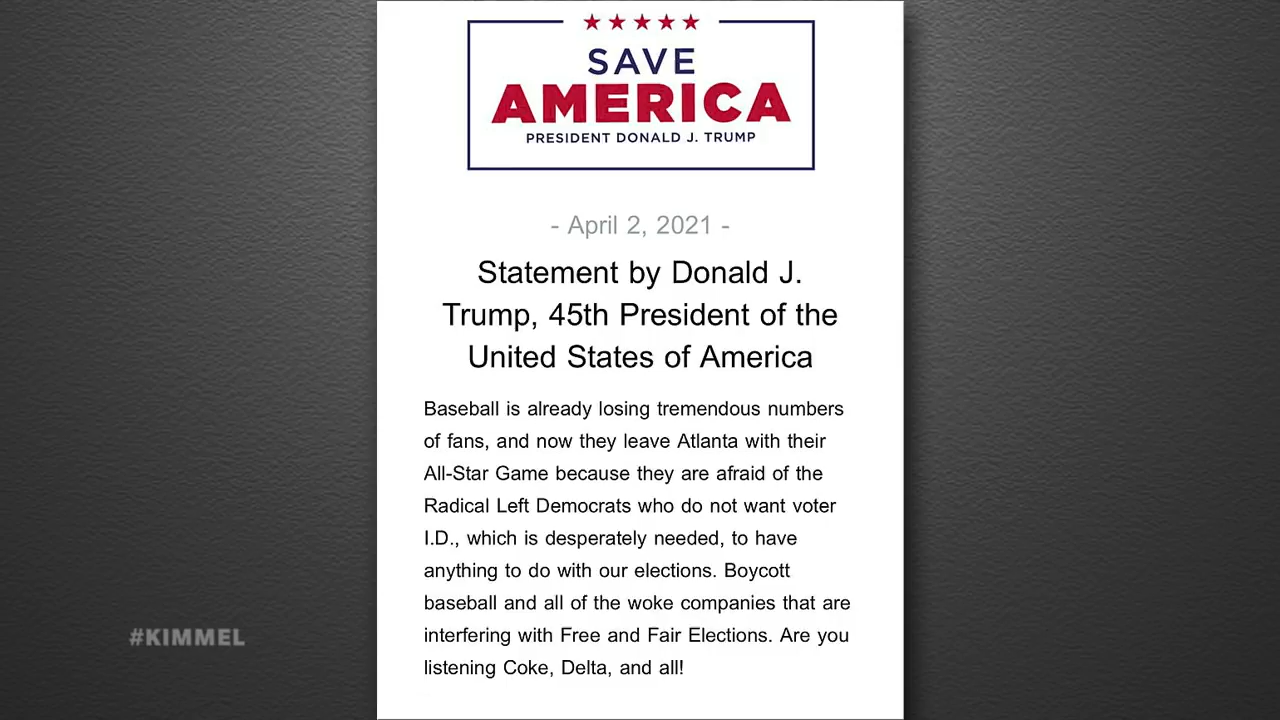 SAVE
AMERICA
PRESIDENT DONALD J. TRUMP
- April 2, 2021 -
Statement by Donald J.
Trump, 45th President of the
United States of America
Baseball is already losing tremendous numbers
of fans, and now they leave Atlanta with their
All-Star Game because they are afraid of the
Radical Left Democrats who do not want voter
I.D., which is desperately needed, to have
anything to do with our elections. Boycott
baseball and all of the woke companies that are
interfering with Free and Fair Elections. Are you
listening Coke, Delta, and all!
#KIMMEL